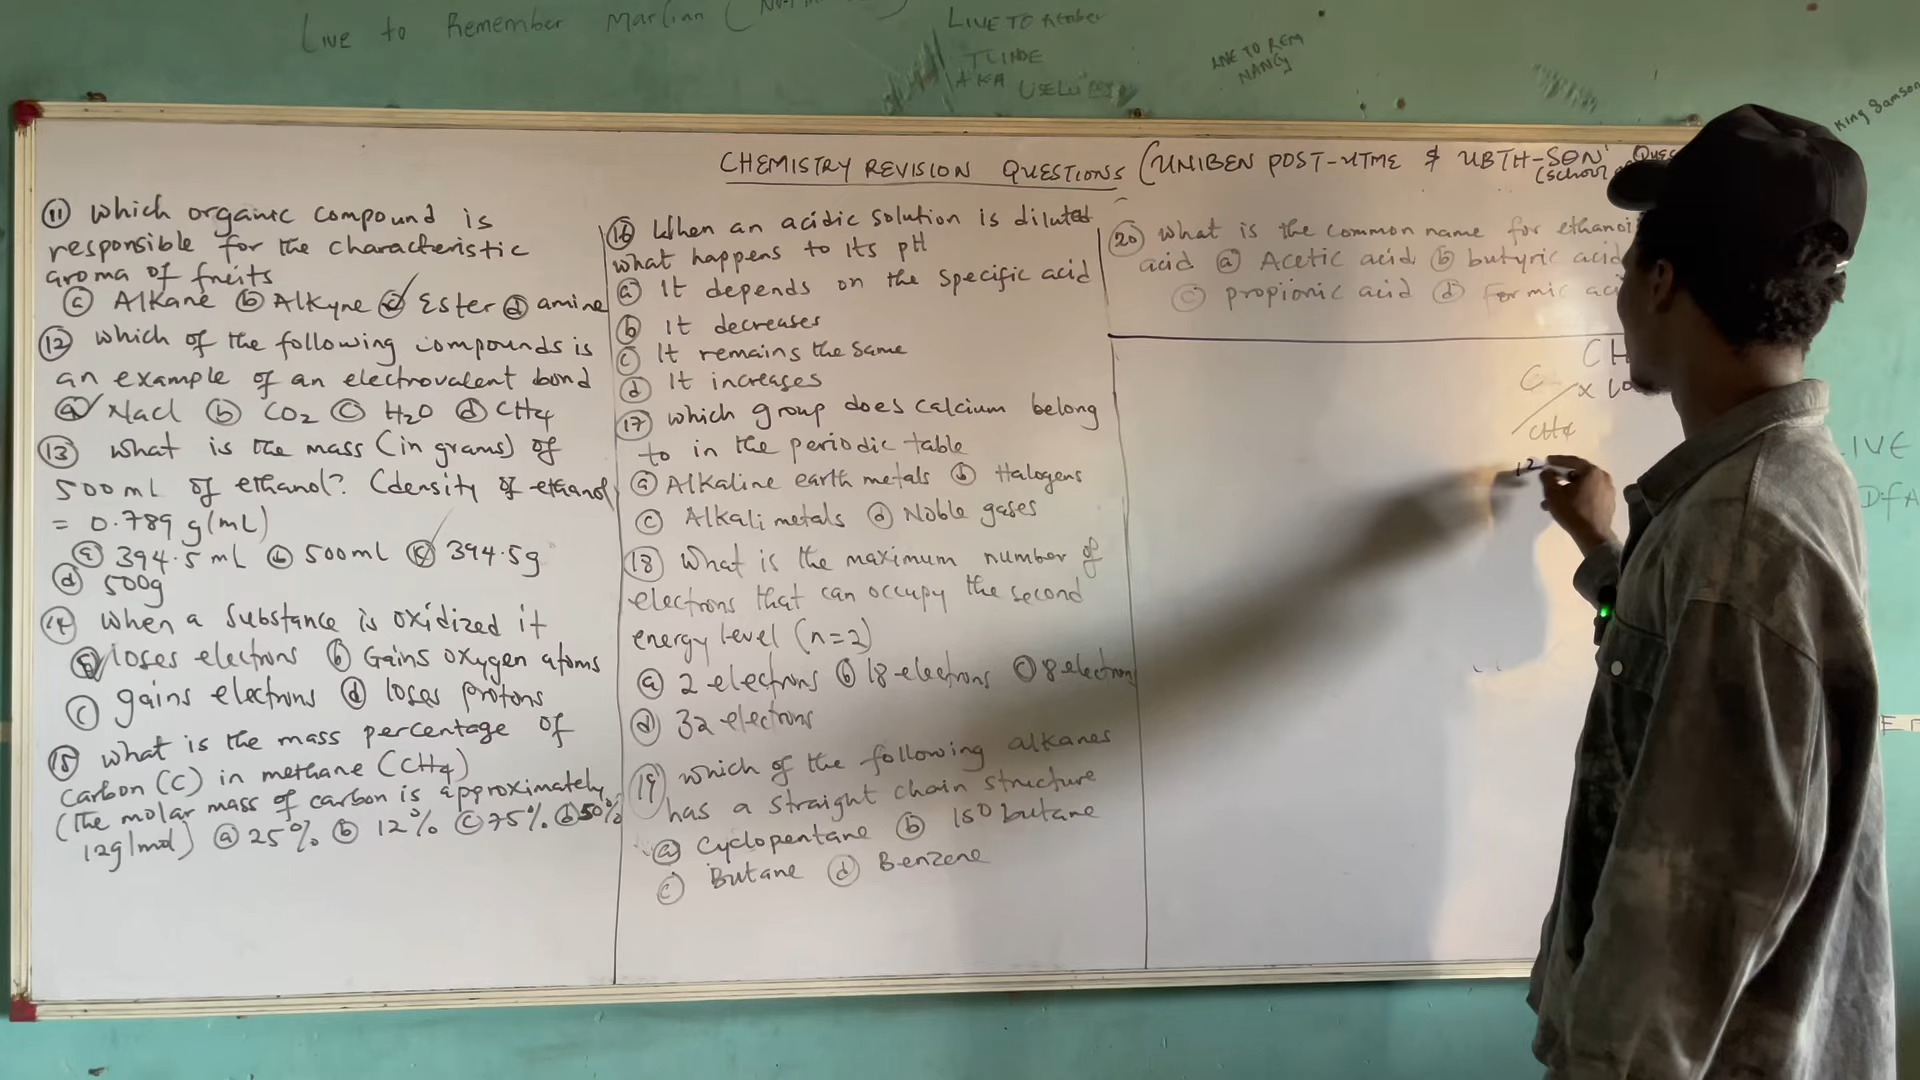 Live to Remember Marlian (
LIVE TO
TLIDE
AKA USELU
LIVE TO REM
NANCY
King Samson
CHEMISTRY REVISION QUESTIONS (UNIBEN POST-UTME & UBTH-SON' Ques
(school
11 Which organic compound is
responsible for the characteristic
aroma of fruits
c Alkane b Alkyne c Ester d amine
12 which of the following compounds is
an example of an electrovalent bond
a NaCl b CO2 c H2O d CH4
13 What is the mass (in grams) of
500mL of ethanol? (density of ethanol
= 0.789 g/mL)
a 394.5 mL b 500ml c 394.5g
d 500g
14 When a substance is oxidized it
a loses electrons b Gains oxygen atoms
c gains electrons d loses protons
15 What is the mass percentage of
carbon (C) in methane (CH4)
(The molar mass of carbon is approximately
12g/mol) a 25% b 12% c 75% d 50%
16 When an acidic solution is diluted
what happens to its pH
a It depends on the specific acid
b It decreases
c It remains the same
d It increases
17 which group does calcium belong
to in the periodic table
a Alkaline earth metals b Halogens
c Alkali metals d Noble gases
18 What is the maximum number of
electrons that can occupy the second
energy level (n=2)
a 2 electrons b 18 electrons c 8 electrons
d 32 electrons
19 which of the following alkanes
has a straight chain structure
a Cyclopentane b Isobutane
c Butane d Benzene
20 what is the common name for ethanoi
acid a Acetic acid b butyric acid
c propionic acid d Formic aci
CH
C x 10
CH4
12
IVE
DfA